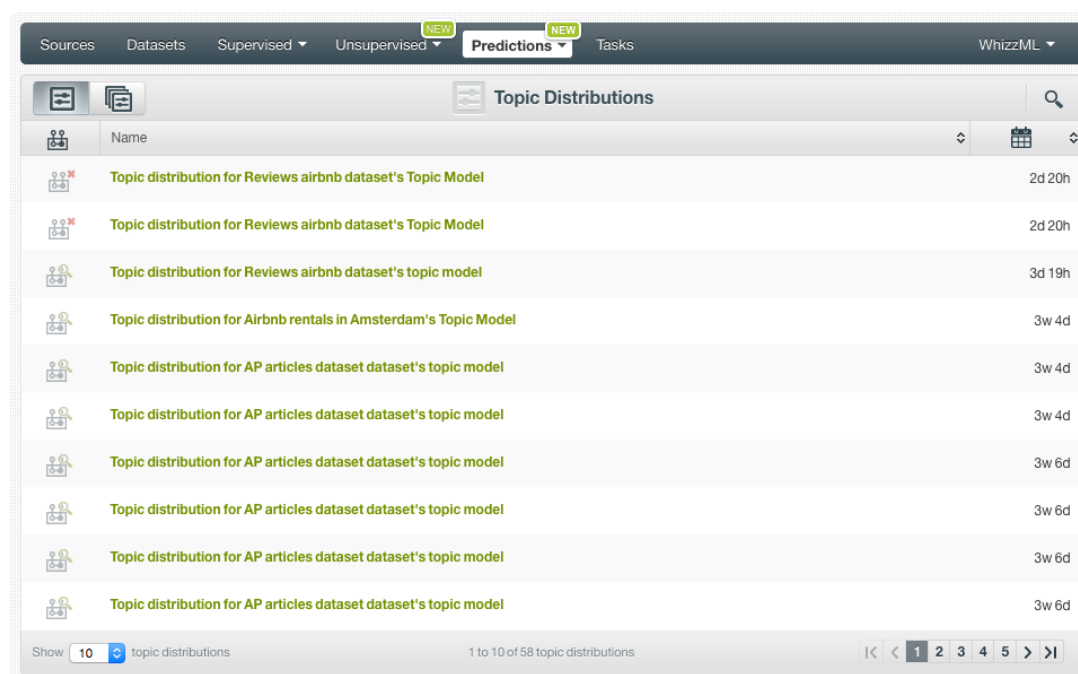 NEW NEW
Sources Datasets Supervised Unsupervised Predictions Tasks WhizzML
Topic Distributions
Name
Topic distribution for Reviews airbnb dataset's Topic Model 2d 20h
Topic distribution for Reviews airbnb dataset's Topic Model 2d 20h
Topic distribution for Reviews airbnb dataset's topic model 3d 19h
Topic distribution for Airbnb rentals in Amsterdam's Topic Model 3w 4d
Topic distribution for AP articles dataset dataset's topic model 3w 4d
Topic distribution for AP articles dataset dataset's topic model 3w 4d
Topic distribution for AP articles dataset dataset's topic model 3w 6d
Topic distribution for AP articles dataset dataset's topic model 3w 6d
Topic distribution for AP articles dataset dataset's topic model 3w 6d
Topic distribution for AP articles dataset dataset's topic model 3w 6d
Show 10 topic distributions 1 to 10 of 58 topic distributions 1 2 3 4 5